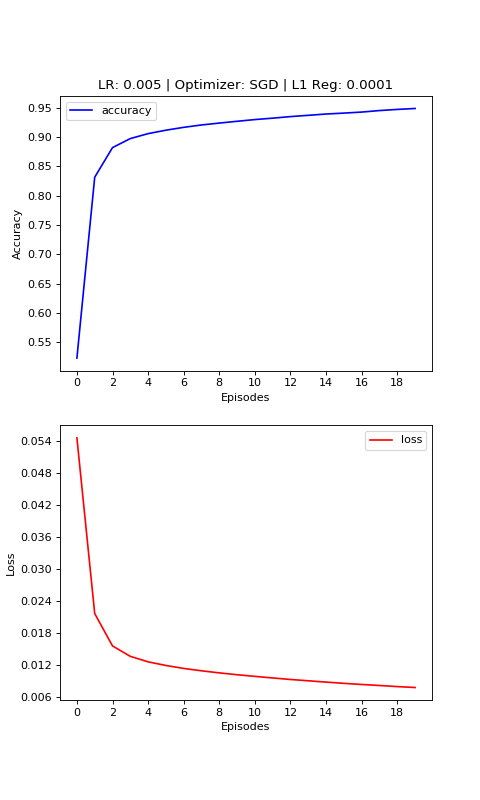 LR: 0.005 | Optimizer: SGD | L1 Reg: 0.0001
accuracy
0.95
0.90
0.85
0.80
0.75
0.70
0.65
0.60
0.55
Accuracy
0 2 4 6 8 10 12 14 16 18
Episodes
loss
0.054
0.048
0.042
0.036
0.030
0.024
0.018
0.012
0.006
Loss
0 2 4 6 8 10 12 14 16 18
Episodes